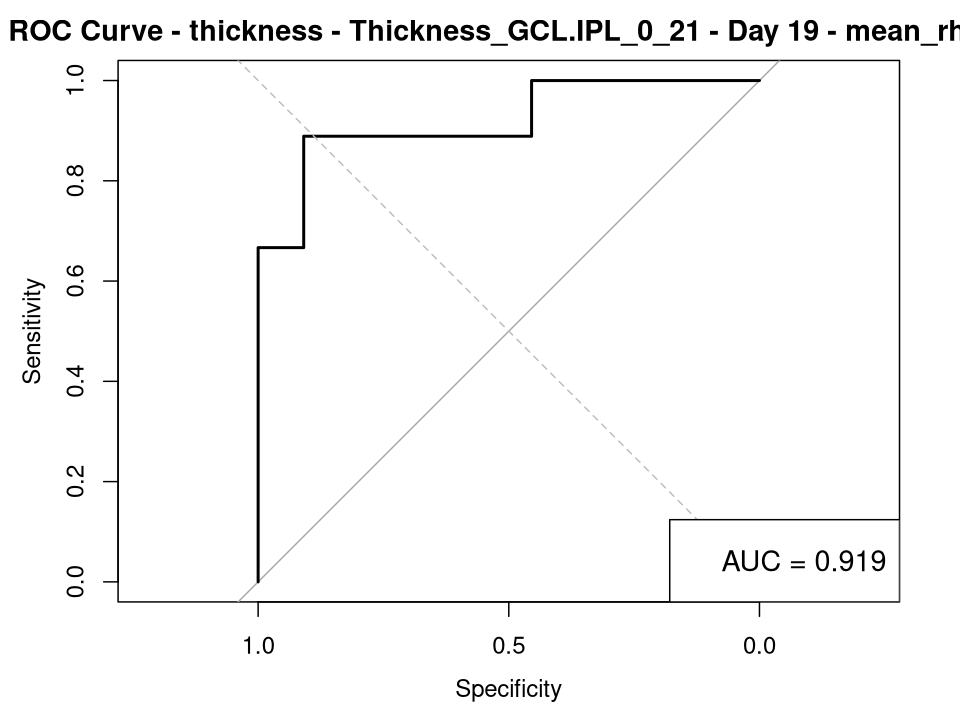 ROC Curve - thickness - Thickness_GCL.IPL_0_21 - Day 19 - mean_rh
1.0
0.8
0.6
0.4
0.2
0.0
Sensitivity
AUC = 0.919
1.0 0.5 0.0
Specificity